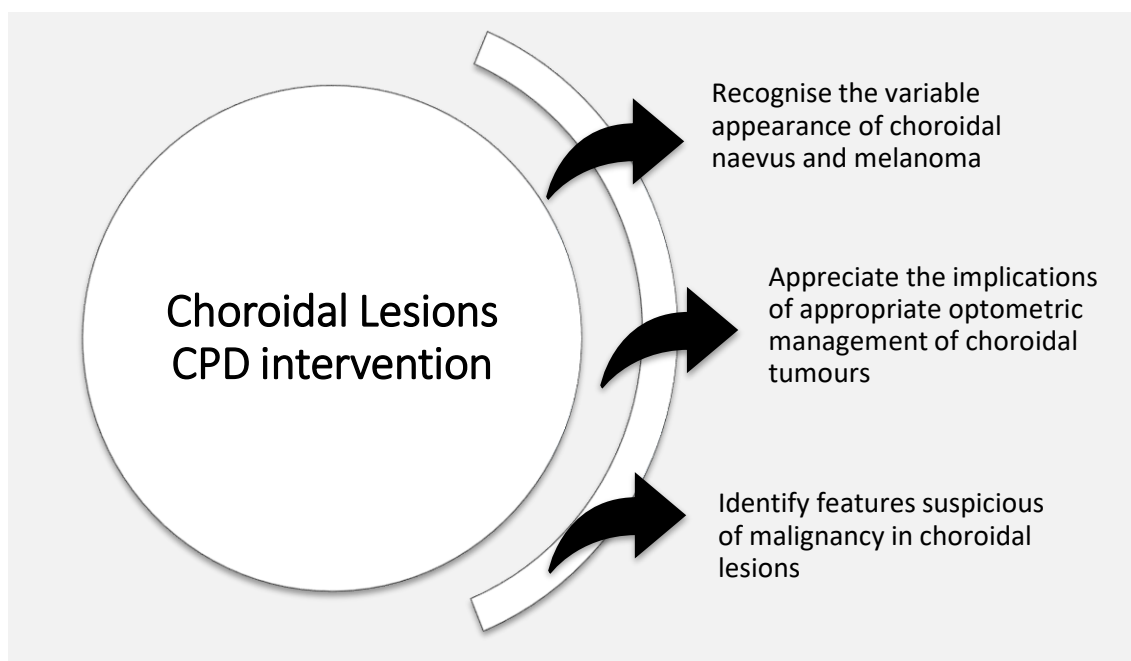 Choroidal Lesions
CPD intervention
Recognise the variable
appearance of choroidal
naevus and melanoma
Appreciate the implications
of appropriate optometric
management of choroidal
tumours
Identify features suspicious
of malignancy in choroidal
lesions